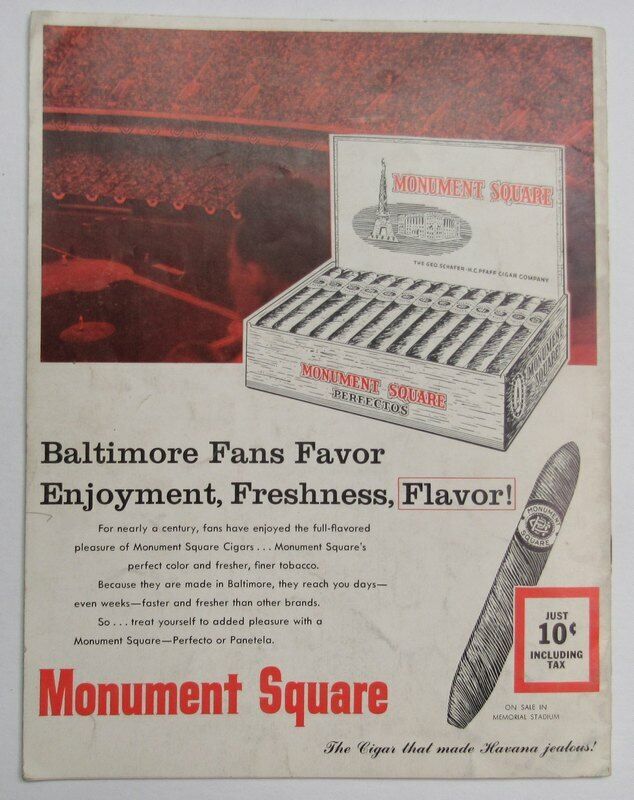 MONUMENT SQUARE
THE GEO. SCHAFER-H.C. PFAFF CIGAR COMPANY
MONUMENT SQUARE
PERFECTOS
MONUMENT
SQUARE
Baltimore Fans Favor
Enjoyment, Freshness, Flavor!
For nearly a century, fans have enjoyed the full-flavored
pleasure of Monument Square Cigars . . . Monument Square's
perfect color and fresher, finer tobacco.
Because they are made in Baltimore, they reach you days—
even weeks—faster and fresher than other brands.
So . . . treat yourself to added pleasure with a
Monument Square—Perfecto or Panetela.
MONUMENT
SQUARE
JUST
10¢
INCLUDING
TAX
Monument Square
ON SALE IN
MEMORIAL STADIUM
The Cigar that made Havana jealous!